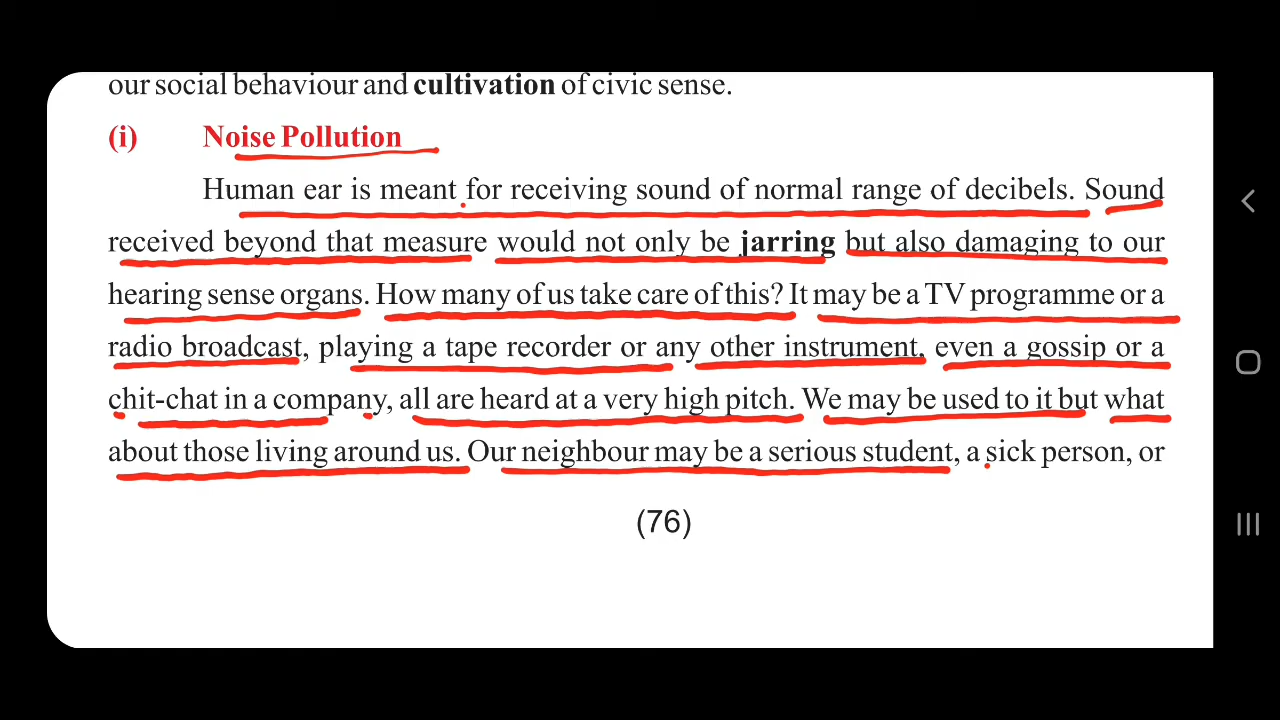 our social behaviour and cultivation of civic sense.
(i) Noise Pollution
Human ear is meant for receiving sound of normal range of decibels. Sound
received beyond that measure would not only be jarring but also damaging to our
hearing sense organs. How many of us take care of this? It may be a TV programme or a
radio broadcast, playing a tape recorder or any other instrument, even a gossip or a
chit-chat in a company, all are heard at a very high pitch. We may be used to it but what
about those living around us. Our neighbour may be a serious student, a sick person, or
(76)